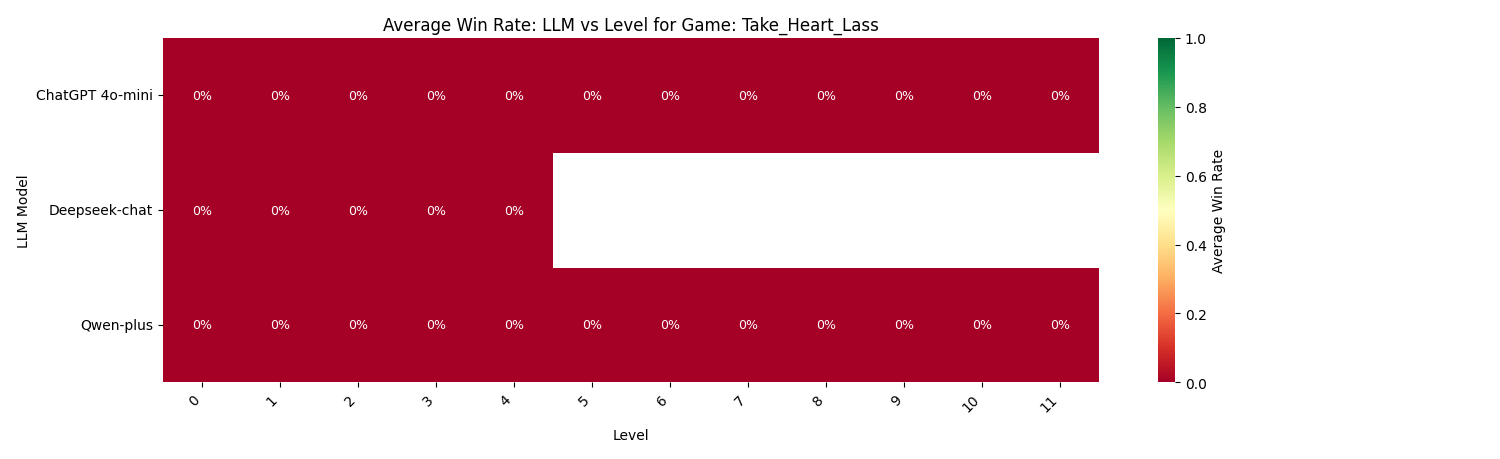 Average Win Rate: LLM vs Level for Game: Take_Heart_Lass
LLM Model
ChatGPT 4o-mini 0% 0% 0% 0% 0% 0% 0% 0% 0% 0% 0% 0%
Deepseek-chat 0% 0% 0% 0% 0%
Qwen-plus 0% 0% 0% 0% 0% 0% 0% 0% 0% 0% 0% 0%
0 1 2 3 4 5 6 7 8 9 10 11
Level
1.0
0.8
0.6
0.4
0.2
0.0
Average Win Rate